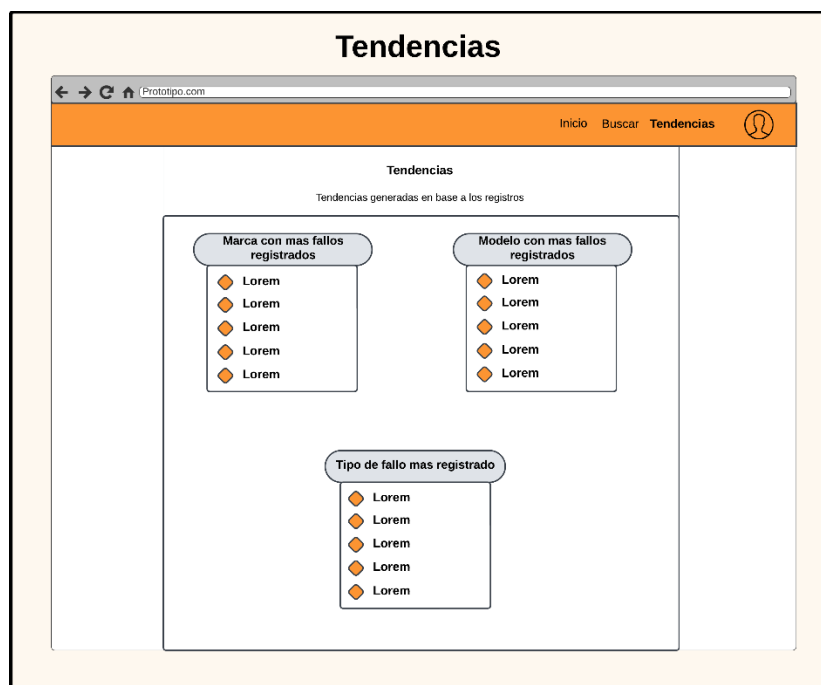 Tendencias
Prototipo.com
Inicio Buscar Tendencias
Tendencias
Tendencias generadas en base a los registros
Marca con mas fallos
registrados
Lorem
Lorem
Lorem
Lorem
Lorem
Modelo con mas fallos
registrados
Lorem
Lorem
Lorem
Lorem
Lorem
Tipo de fallo mas registrado
Lorem
Lorem
Lorem
Lorem
Lorem